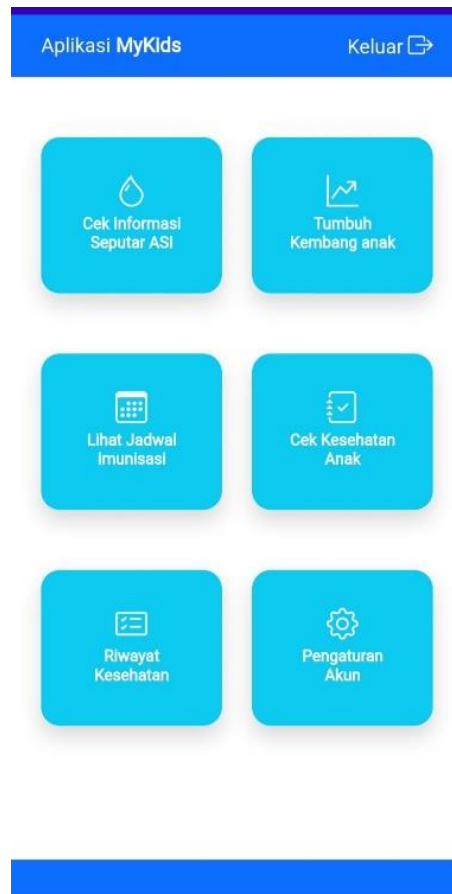 Aplikasi MyKids
Keluar
Cek Informasi
Seputar ASI
Tumbuh
Kembang anak
Lihat Jadwal
Imunisasi
Cek Kesehatan
Anak
Riwayat
Kesehatan
Pengaturan
Akun